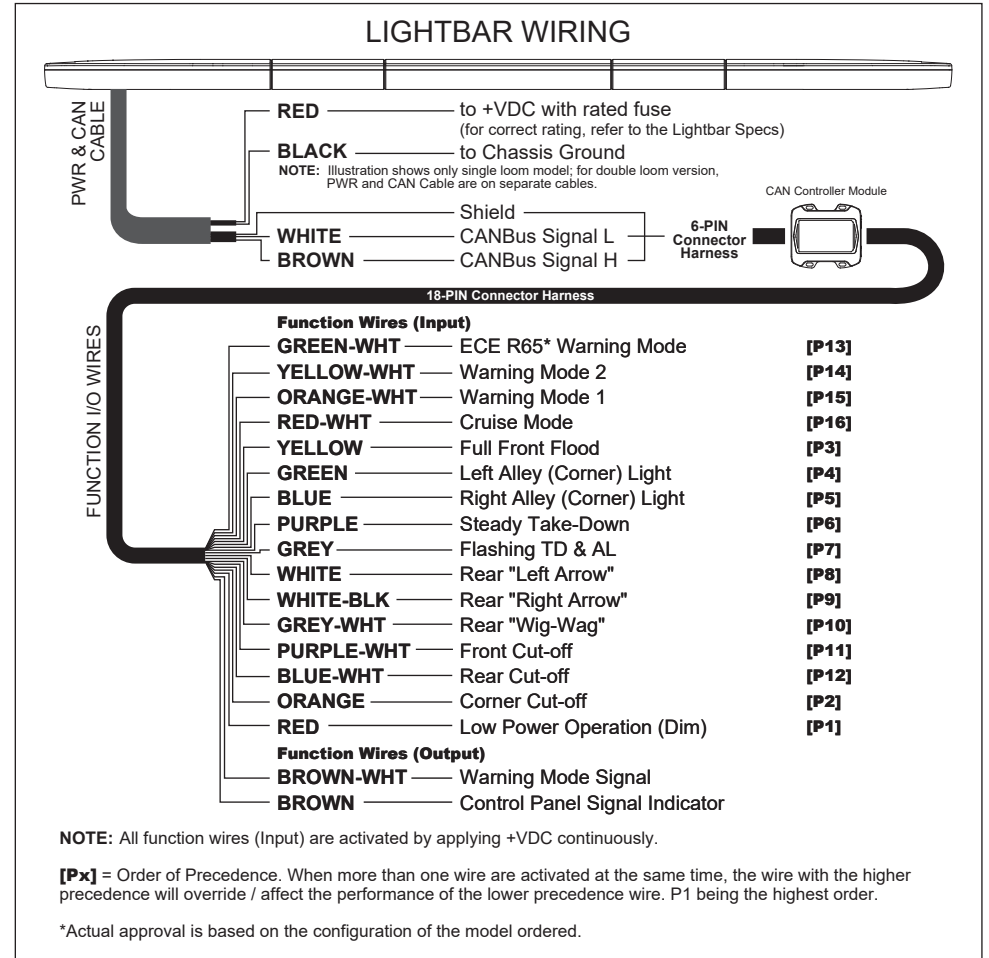 LIGHTBAR WIRING
PWR & CAN
CABLE
RED to +VDC with rated fuse
(for correct rating, refer to the Lightbar Specs)
BLACK to Chassis Ground
NOTE: Illustration shows only single loom model; for double loom version,
PWR and CAN Cable are on separate cables.
Shield
WHITE CANBus Signal L
BROWN CANBus Signal H
6-PIN
Connector
Harness
CAN Controller Module
18-PIN Connector Harness
FUNCTION I/O WIRES
Function Wires (Input)
GREEN-WHT ECE R65* Warning Mode [P13]
YELLOW-WHT Warning Mode 2 [P14]
ORANGE-WHT Warning Mode 1 [P15]
RED-WHT Cruise Mode [P16]
YELLOW Full Front Flood [P3]
GREEN Left Alley (Corner) Light [P4]
BLUE Right Alley (Corner) Light [P5]
PURPLE Steady Take-Down [P6]
GREY Flashing TD & AL [P7]
WHITE Rear "Left Arrow" [P8]
WHITE-BLK Rear "Right Arrow" [P9]
GREY-WHT Rear "Wig-Wag" [P10]
PURPLE-WHT Front Cut-off [P11]
BLUE-WHT Rear Cut-off [P12]
ORANGE Corner Cut-off [P2]
RED Low Power Operation (Dim) [P1]
Function Wires (Output)
BROWN-WHT Warning Mode Signal
BROWN Control Panel Signal Indicator
NOTE: All function wires (Input) are activated by applying +VDC continuously.
[Px] = Order of Precedence. When more than one wire are activated at the same time, the wire with the higher
precedence will override / affect the performance of the lower precedence wire. P1 being the highest order.
*Actual approval is based on the configuration of the model ordered.